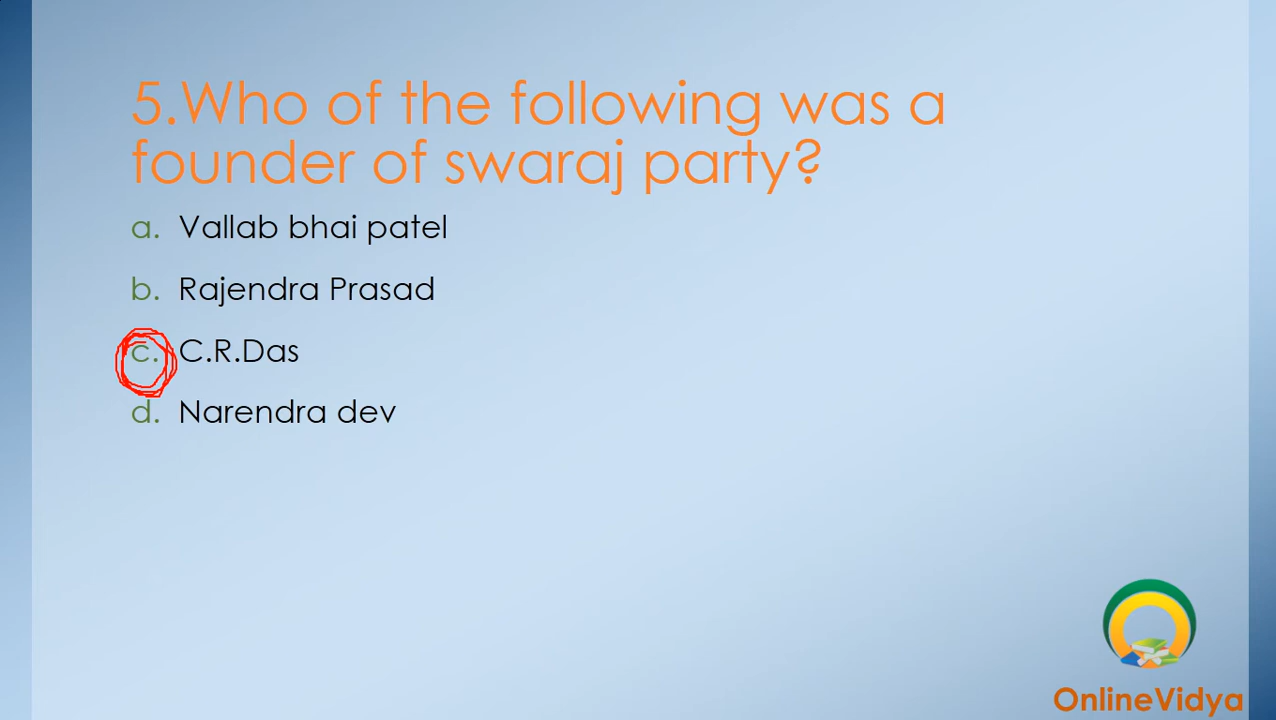 5.Who of the following was a
founder of swaraj party?
a. Vallab bhai patel
b. Rajendra Prasad
c. C.R.Das
d. Narendra dev
OnlineVidya